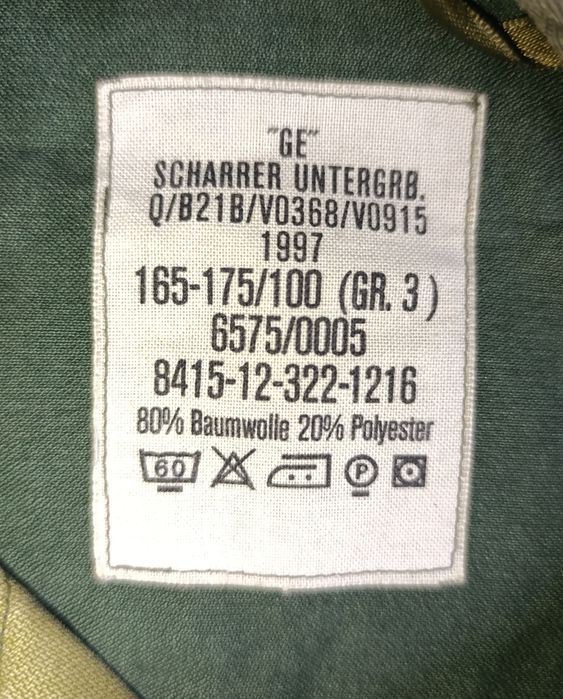 "GE"
SCHARRER UNTERGRB.
Q/B21B/V0368/V0915
1997
165-175/100 (GR. 3)
6575/0005
8415-12-322-1216
80% Baumwolle 20% Polyester
60 P